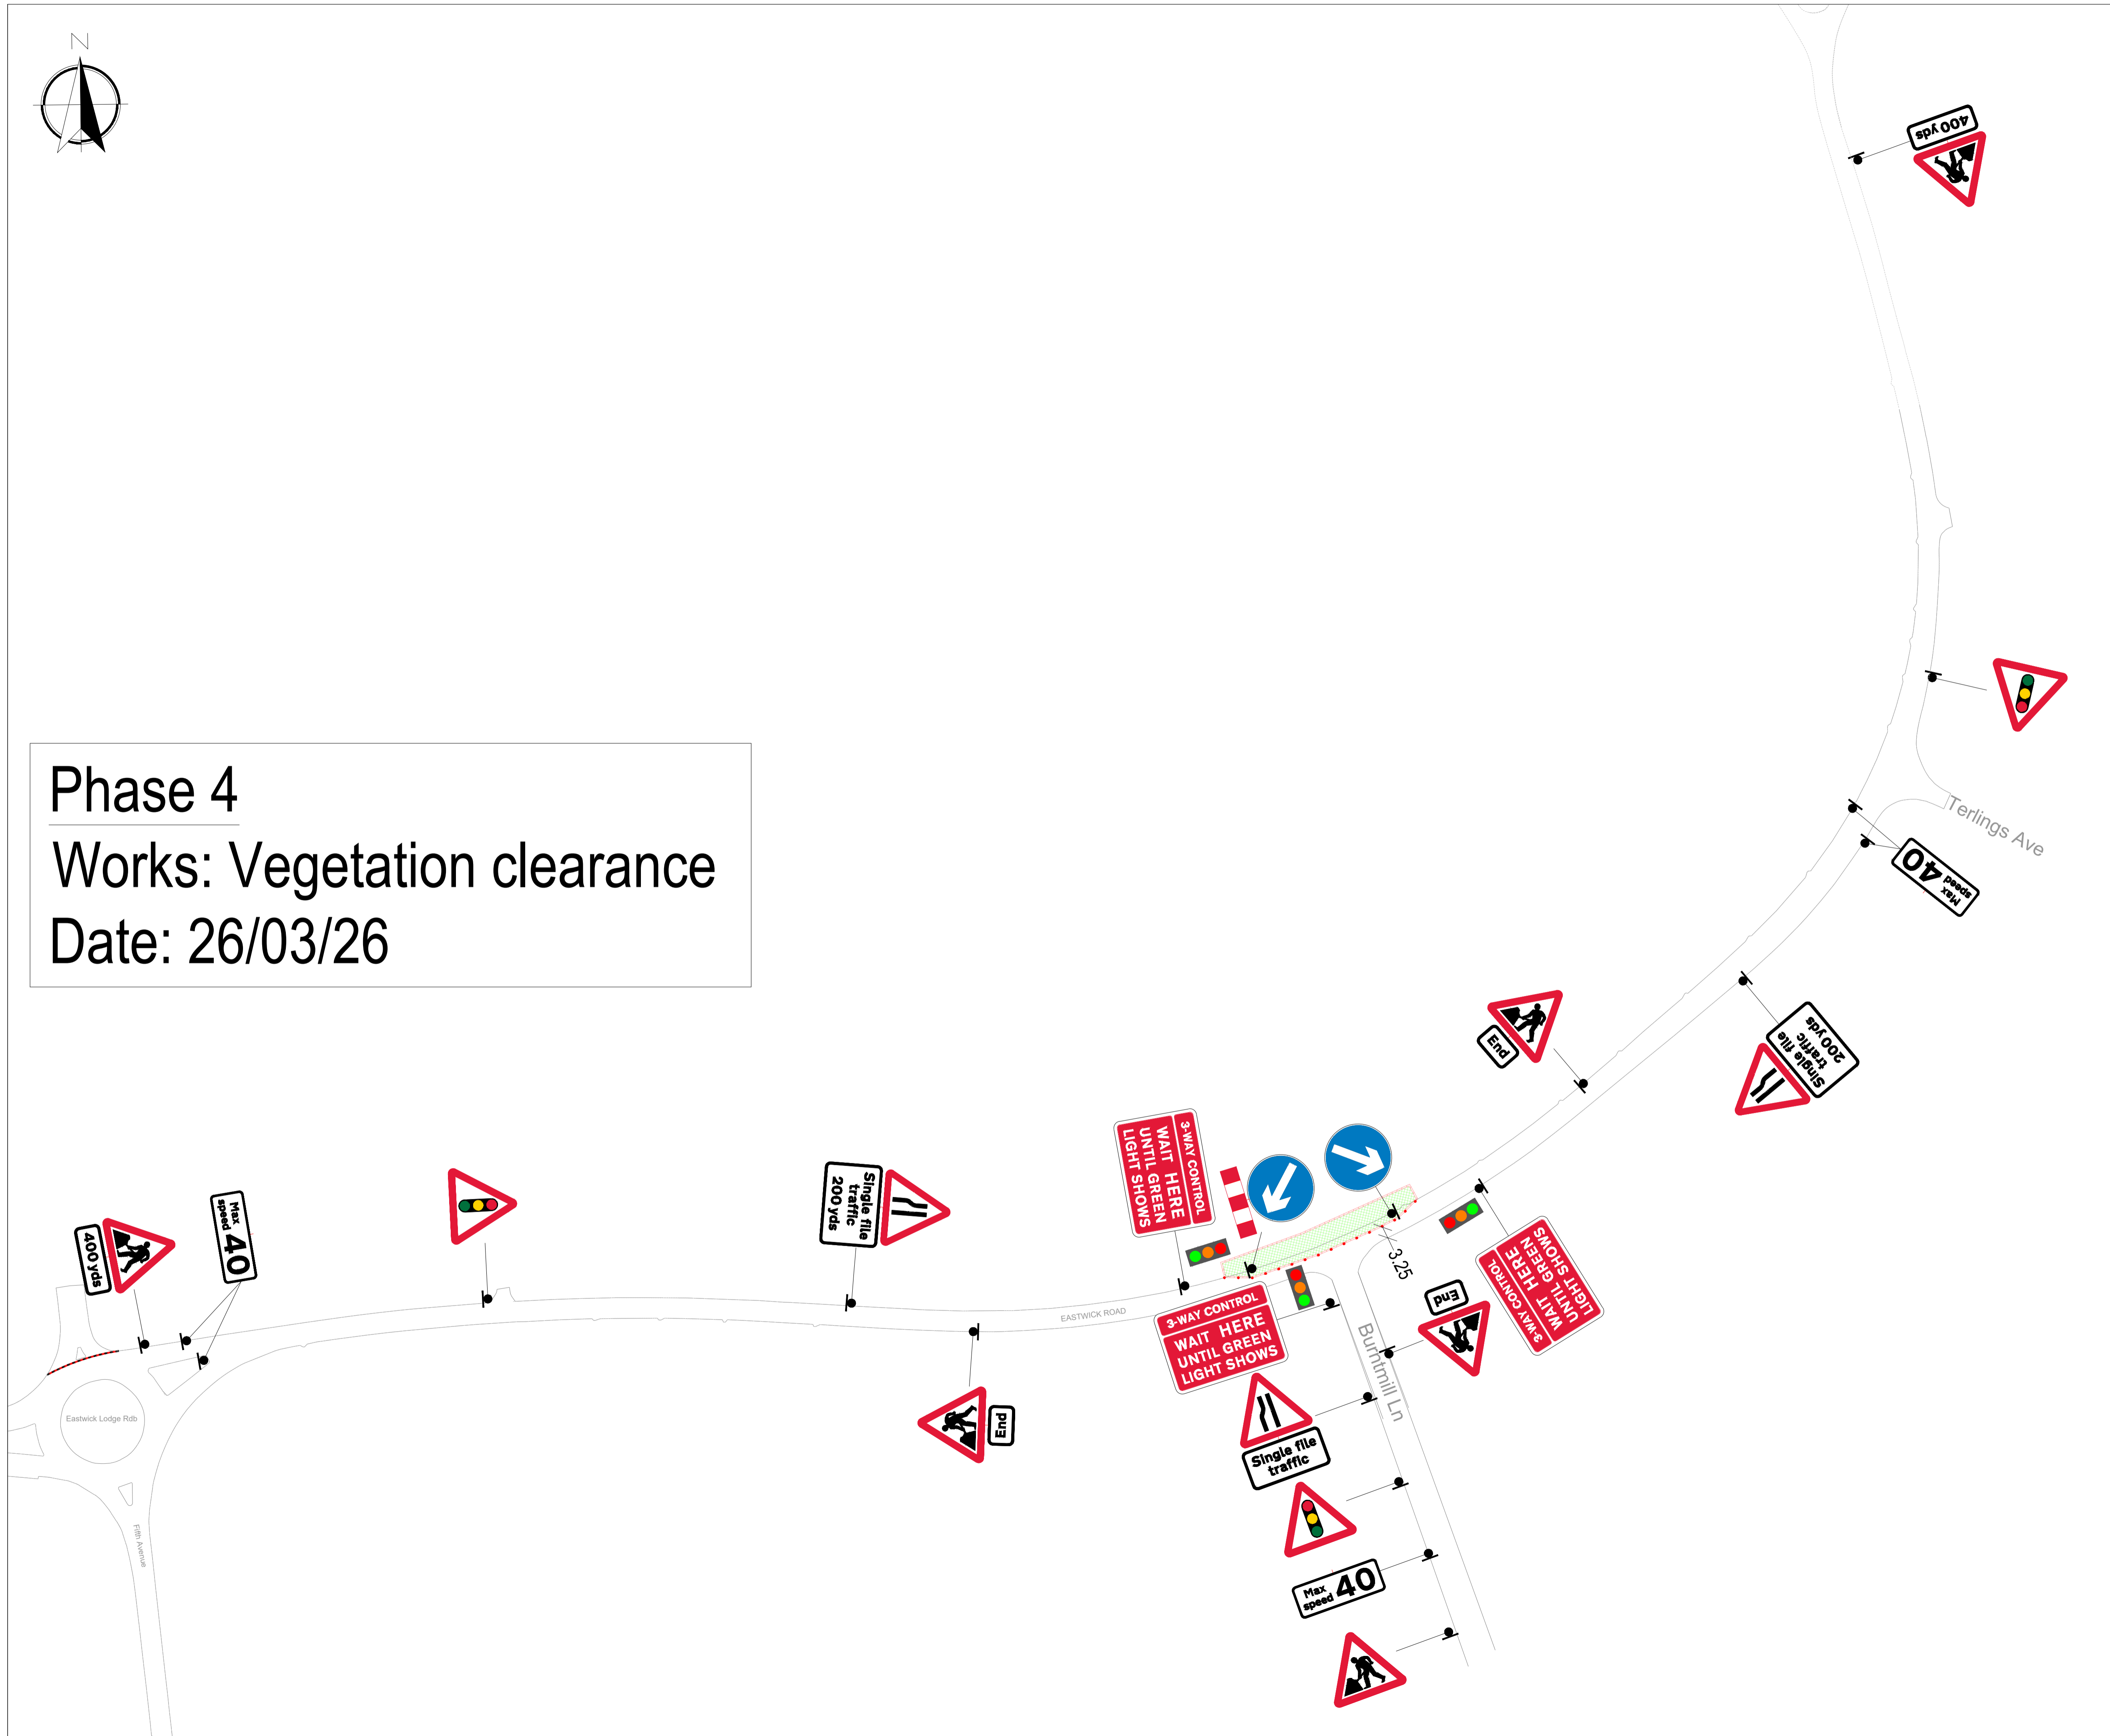 N
400 yds
Phase 4
Works: Vegetation clearance
Date: 26/03/26
Terlings Ave
Max
speed 40
Single file
traffic
200 yds
End
3-WAY CONTROL
WAIT HERE
UNTIL GREEN
LIGHT SHOWS
Single file
traffic
200 yds
Max
speed 40
400 yds
3.25
3-WAY CONTROL
WAIT HERE
UNTIL GREEN
LIGHT SHOWS
End
EASTWICK ROAD
3-WAY CONTROL
WAIT HERE
UNTIL GREEN
LIGHT SHOWS
Burntmill Ln
Eastwick Lodge Rdb
End
Single file
traffic
Fifth Avenue
Max
speed 40